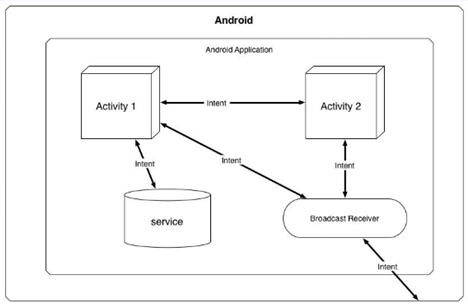 Android
Android Application
Activity 1
Intent
Activity 2
Intent
Intent
Intent
service
Broadcast Receiver
Intent